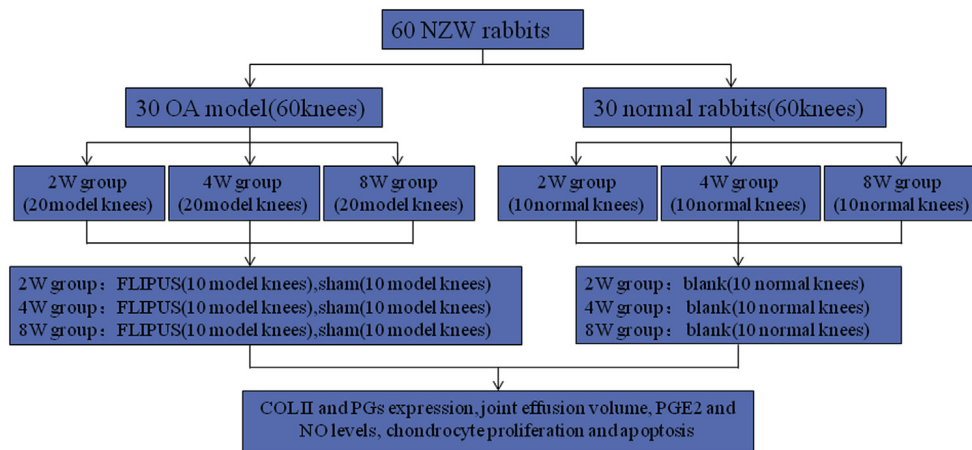 60 NZW rabbits
30 OA model(60knees)
30 normal rabbits(60knees)
2W group
(20model knees)
4W group
(20model knees)
8W group
(20model knees)
2W group
(10normal knees)
4W group
(10normal knees)
8W group
(10normal knees)
2W group：FLIPUS(10 model knees),sham(10 model knees)
4W group：FLIPUS(10 model knees),sham(10 model knees)
8W group：FLIPUS(10 model knees),sham(10 model knees)
2W group：blank(10 normal knees)
4W group：blank(10 normal knees)
8W group：blank(10 normal knees)
COLⅡ and PGs expression, joint effusion volume, PGE2 and
NO levels, chondrocyte proliferation and apoptosis